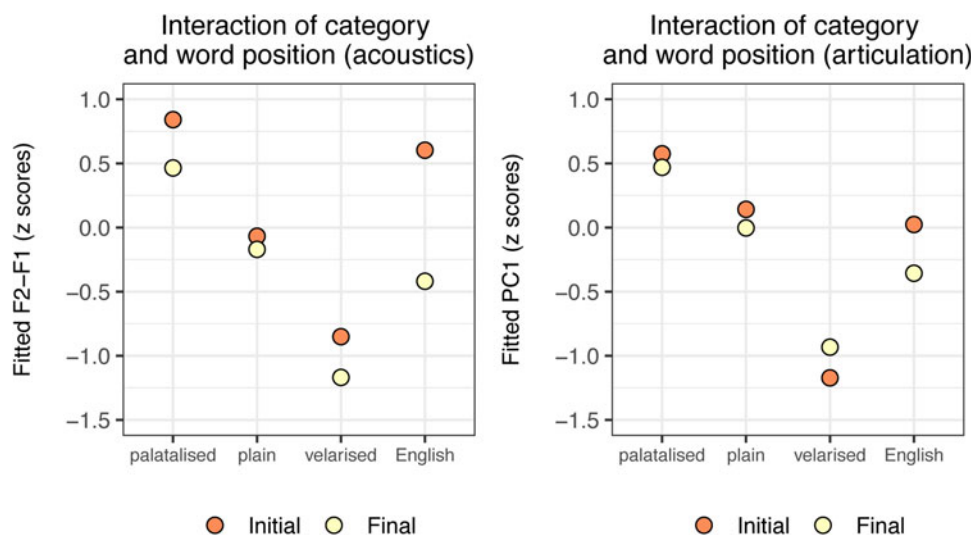 Interaction of category
and word position (acoustics)
Fitted F2−F1 (z scores)
1.0
0.5
0.0
−0.5
−1.0
−1.5
palatalised plain velarised English
Initial Final
Interaction of category
and word position (articulation)
Fitted PC1 (z scores)
1.0
0.5
0.0
−0.5
−1.0
−1.5
palatalised plain velarised English
Initial Final